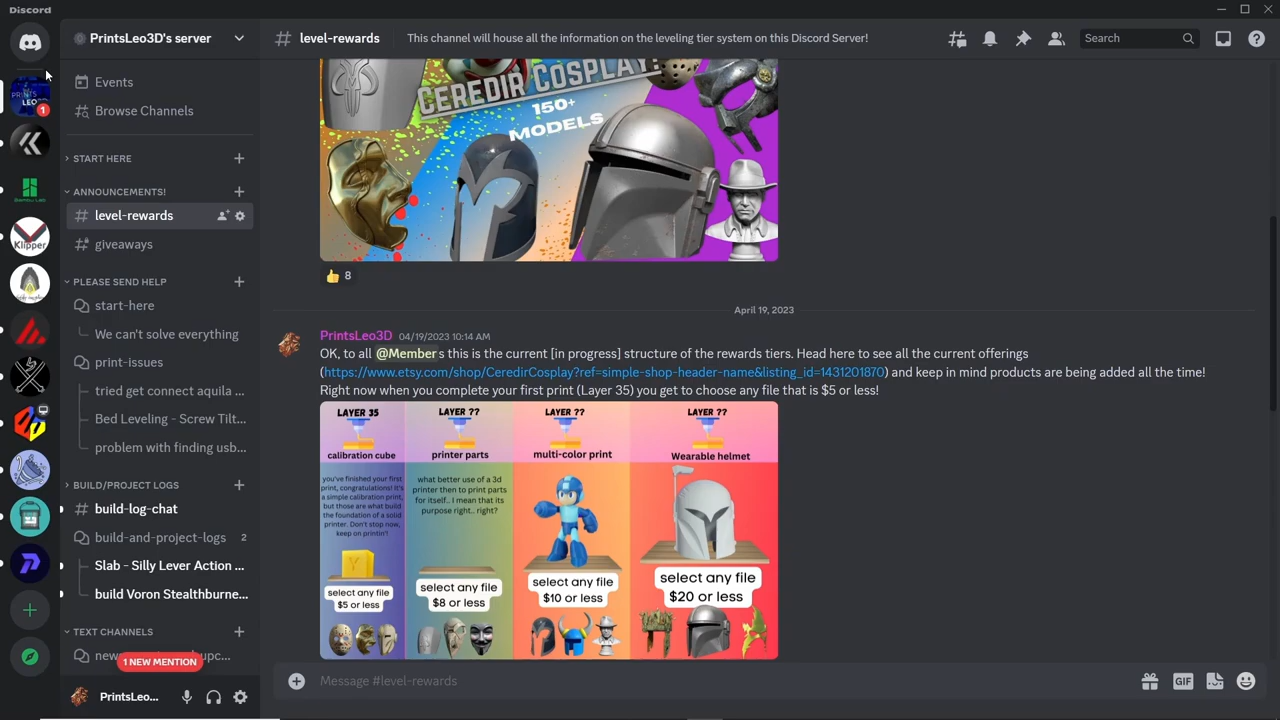 Discord
PrintsLeo3D's server
level-rewards
This channel will house all the information on the leveling tier system on this Discord Server!
Search
PRINTS
LEO
1
Klipper
Events
Browse Channels
START HERE
ANNOUNCEMENTS!
level-rewards
giveaways
PLEASE SEND HELP
start-here
We can't solve everything
print-issues
tried get connect aquila ...
Bed Leveling - Screw Tilt...
problem with finding usb...
BUILD/PROJECT LOGS
build-log-chat
build-and-project-logs 2
Slab - Silly Lever Action ...
build Voron Stealthburne...
TEXT CHANNELS
1 NEW MENTION
PrintsLeo...
CEREDIR COSPLAY!
150+
MODELS
8
April 19, 2023
PrintsLeo3D 04/19/2023 10:14 AM
OK, to all @Members this is the current [in progress] structure of the rewards tiers. Head here to see all the current offerings
(https://www.etsy.com/shop/CeredirCosplay?ref=simple-shop-header-name&listing_id=1431201870) and keep in mind products are being added all the time!
Right now when you complete your first print (Layer 35) you get to choose any file that is $5 or less!
LAYER 35
calibration cube
you've finished your first
print, congratulations! it's
a simple calibration print,
but those are what build
the foundation of a solid
printer. Don't stop now,
keep on printin'!
select any file
$5 or less
LAYER ??
printer parts
what better use of a 3d
printer then to print parts
for itself.. I mean that its
purpose right.. right?
select any file
$8 or less
LAYER ??
multi-color print
select any file
$10 or less
LAYER ??
Wearable helmet
select any file
$20 or less
Message #level-rewards
GIF